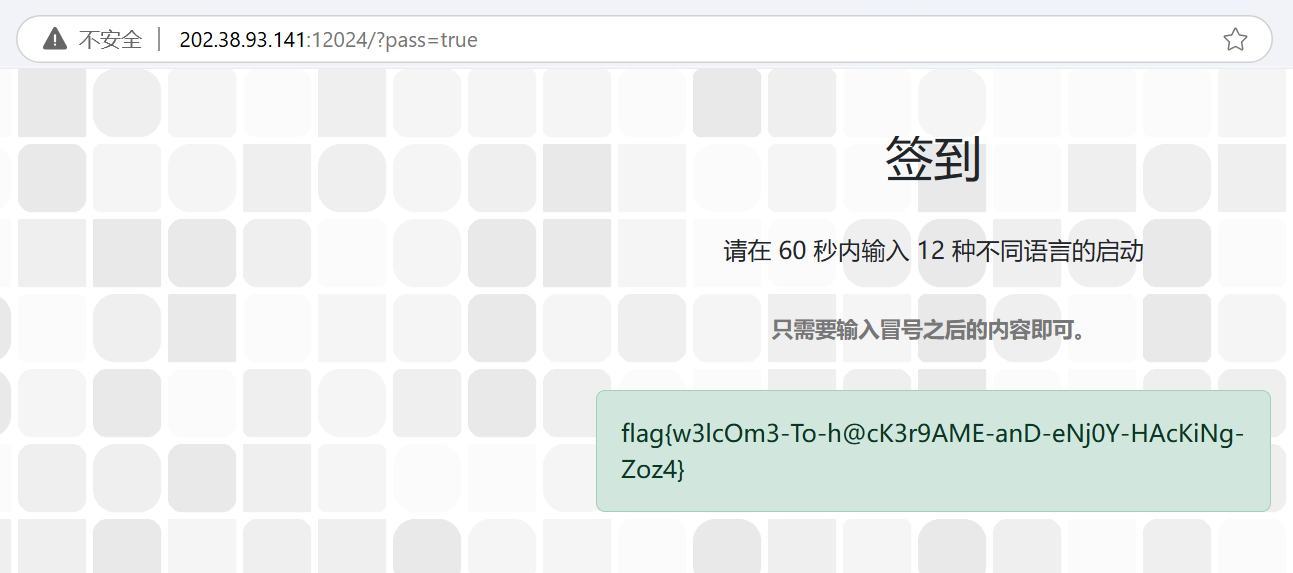 不安全 | 202.38.93.141:12024/?pass=true
签到
请在 60 秒内输入 12 种不同语言的启动
只需要输入冒号之后的内容即可。
flag{w3lcOm3-To-h@cK3r9AME-anD-eNj0Y-HAcKiNg-
Zoz4}